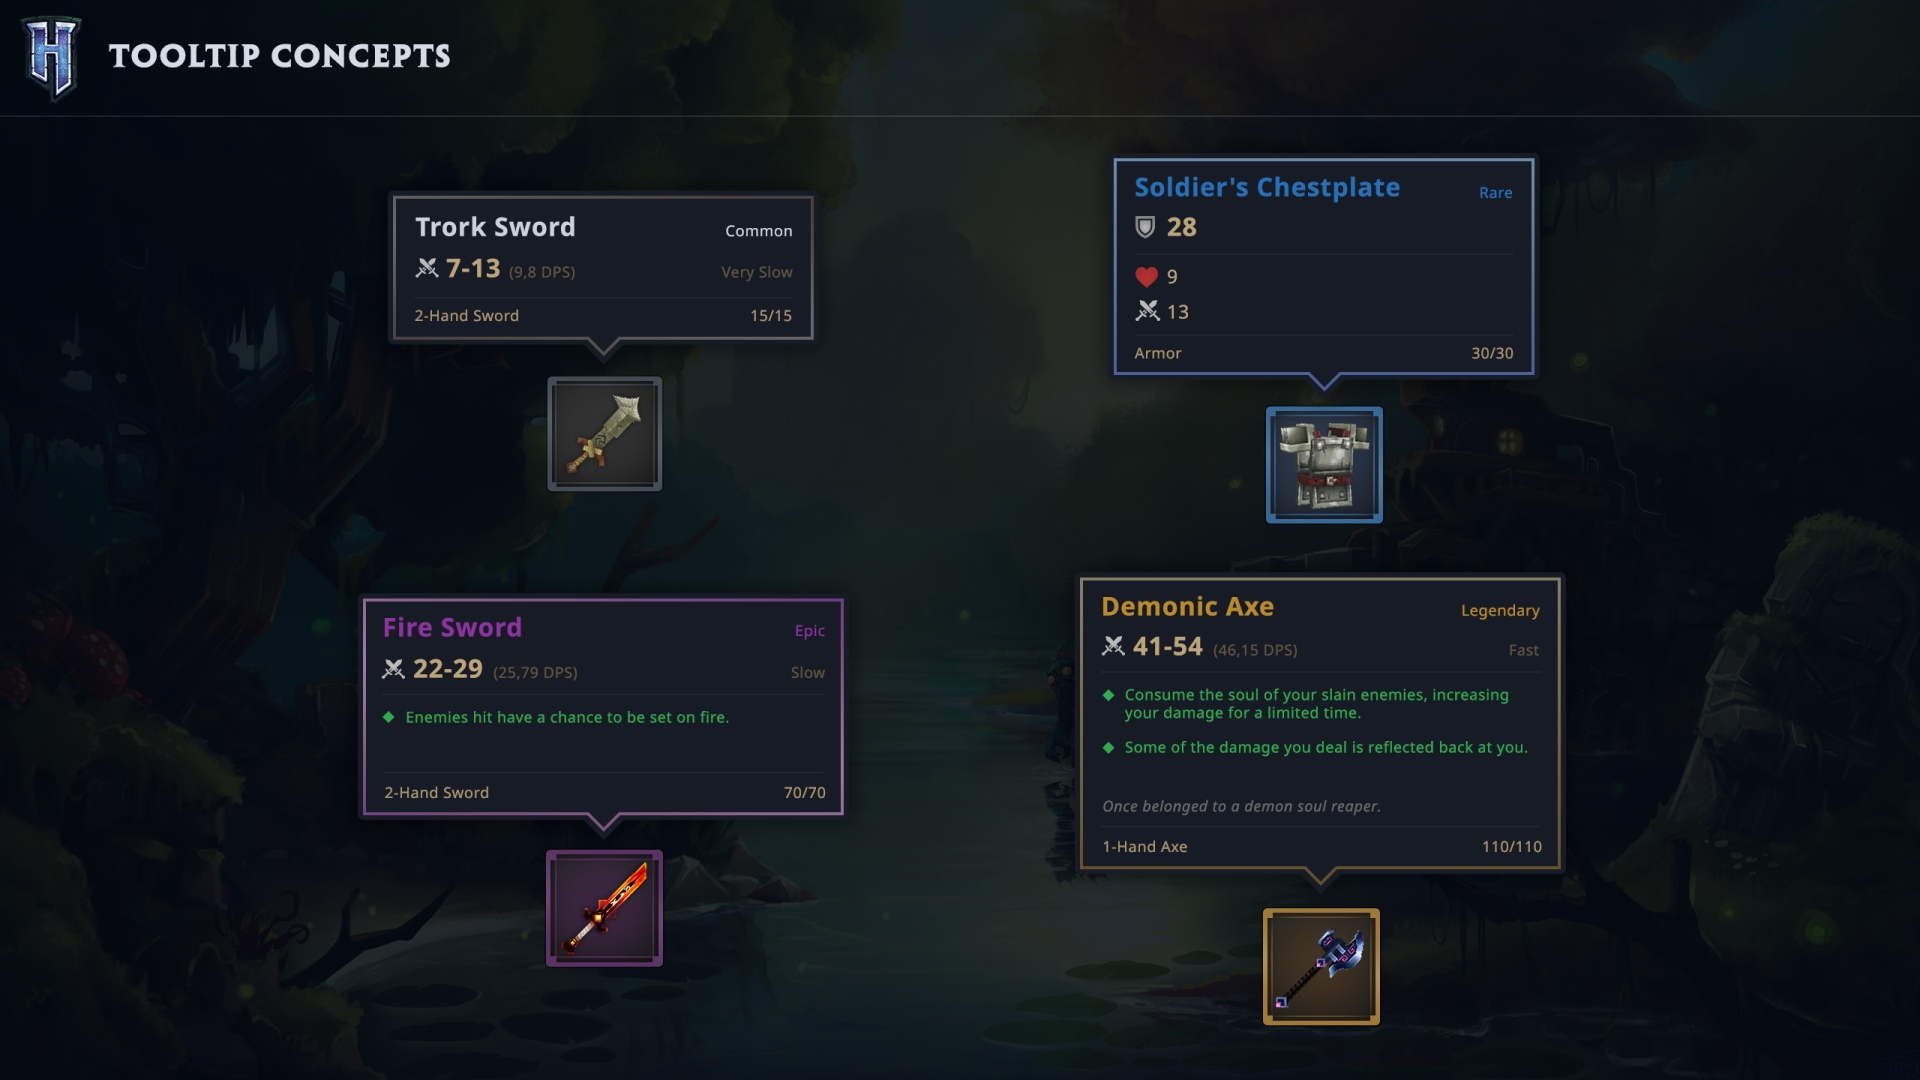 H
TOOLTIP CONCEPTS
Trork Sword Common
7-13 (9,8 DPS) Very Slow
2-Hand Sword 15/15
Soldier's Chestplate Rare
28
9
13
Armor 30/30
Fire Sword Epic
22-29 (25,79 DPS) Slow
Enemies hit have a chance to be set on fire.
2-Hand Sword 70/70
Demonic Axe Legendary
41-54 (46,15 DPS) Fast
Consume the soul of your slain enemies, increasing
your damage for a limited time.
Some of the damage you deal is reflected back at you.
Once belonged to a demon soul reaper.
1-Hand Axe 110/110